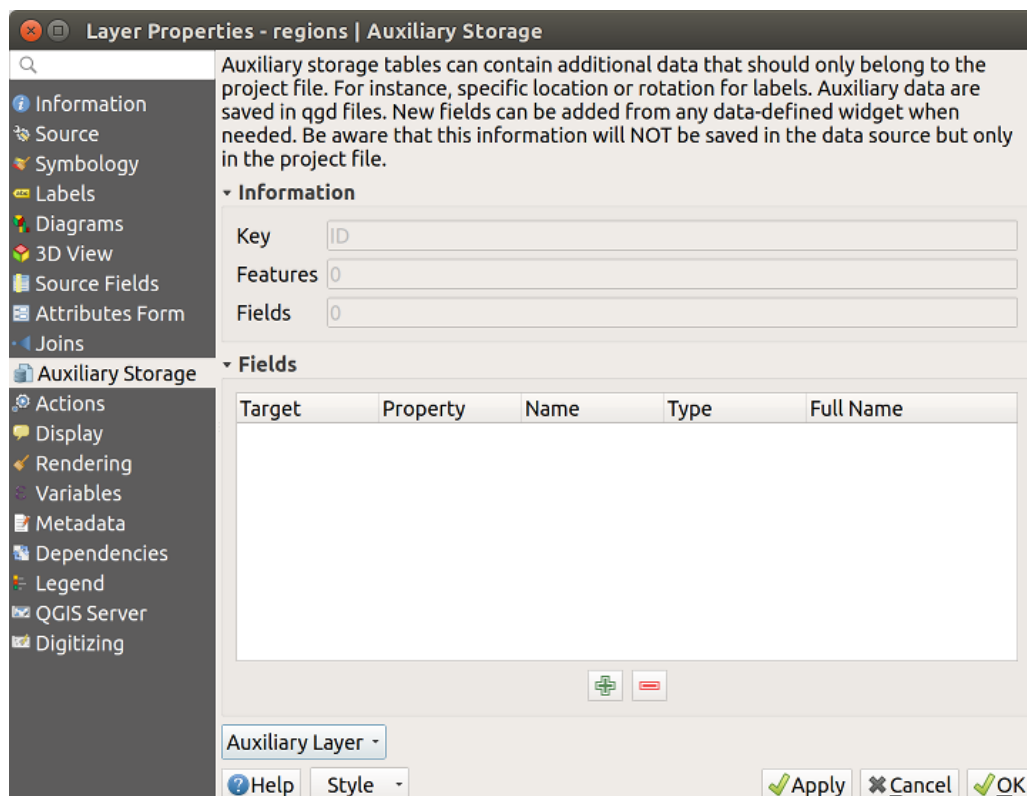 Layer Properties - regions | Auxiliary Storage
Information
Source
Symbology
Labels
Diagrams
3D View
Source Fields
Attributes Form
Joins
Auxiliary Storage
Actions
Display
Rendering
Variables
Metadata
Dependencies
Legend
QGIS Server
Digitizing
Auxiliary storage tables can contain additional data that should only belong to the
project file. For instance, specific location or rotation for labels. Auxiliary data are
saved in qgd files. New fields can be added from any data-defined widget when
needed. Be aware that this information will NOT be saved in the data source but only
in the project file.
Information
Key ID
Features 0
Fields 0
Fields
Target Property Name Type Full Name
Auxiliary Layer
Help Style Apply Cancel OK